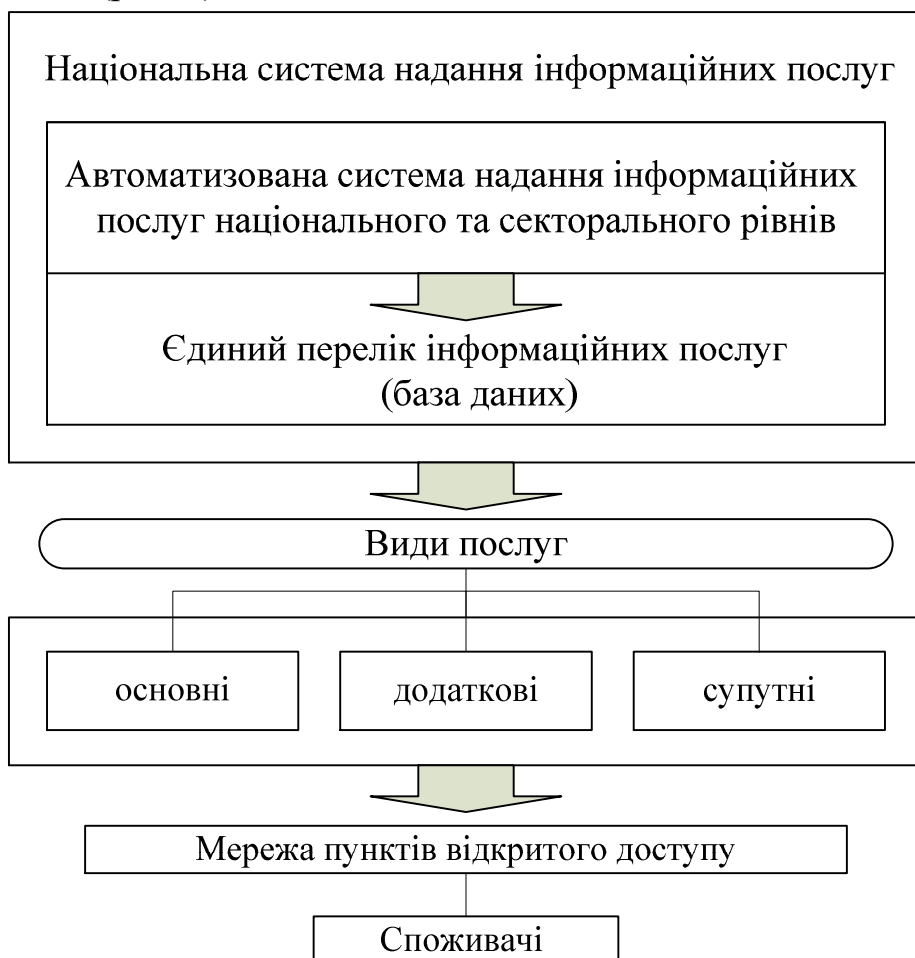 Національна система надання інформаційних послуг
Автоматизована система надання інформаційних
послуг національного та секторального рівнів
Єдиний перелік інформаційних послуг
(база даних)
Види послуг
основні
додаткові
супутні
Мережа пунктів відкритого доступу
Споживачі